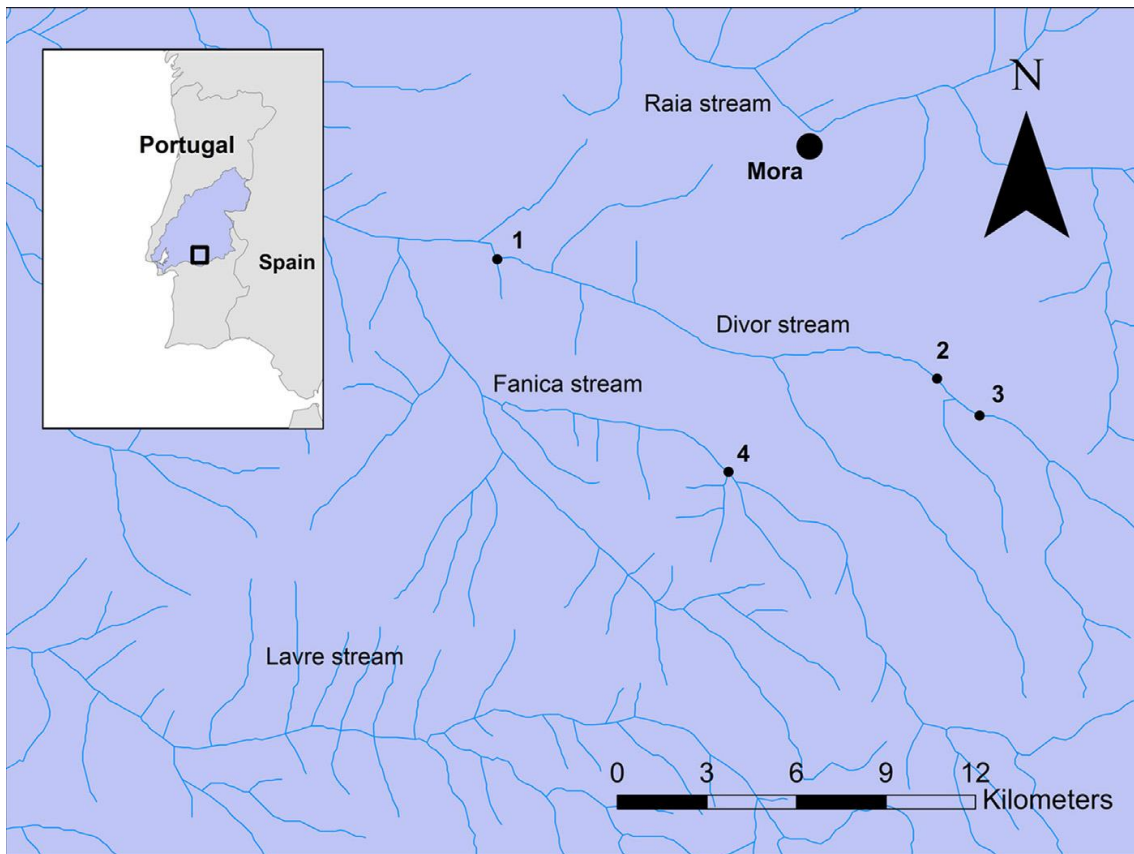 N
Raia stream
Portugal
Mora
1
Spain
Divor stream
2
Fanica stream
3
4
Lavre stream
0 3 6 9 12
Kilometers